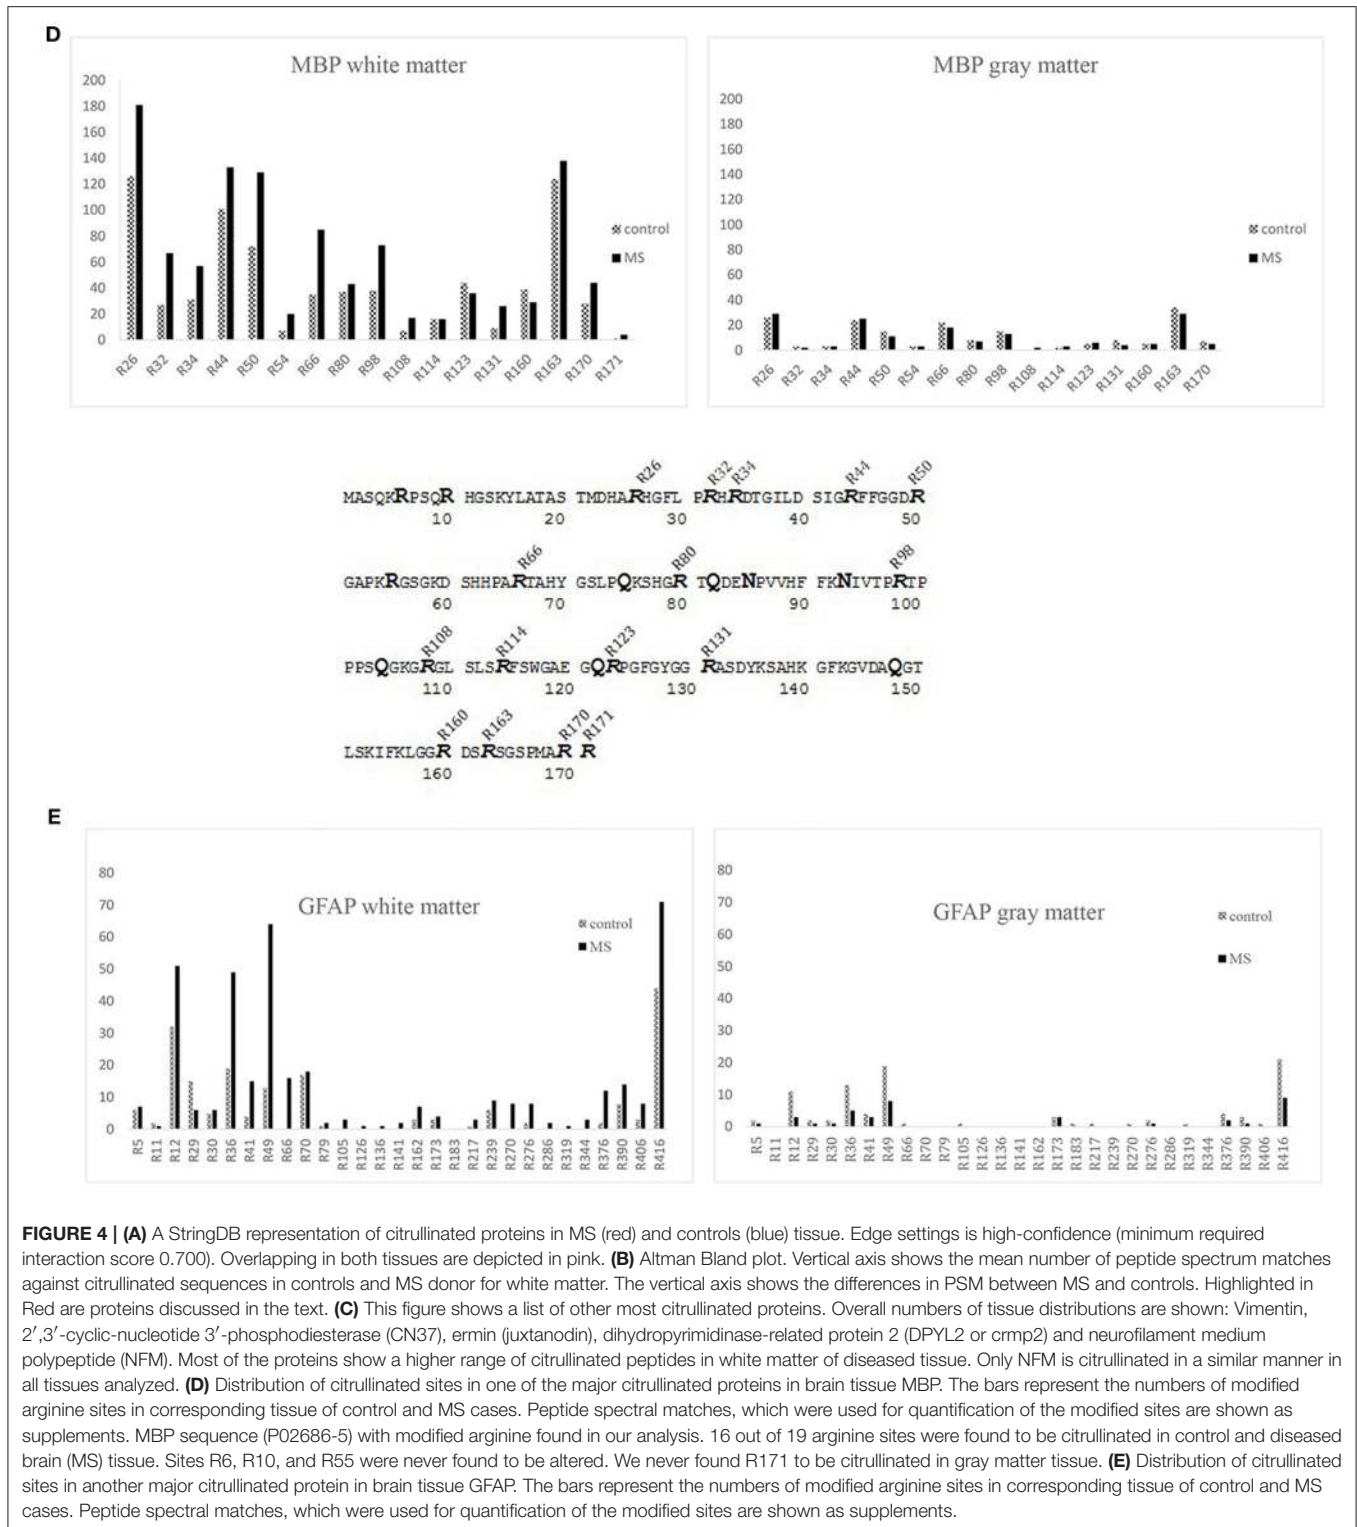 D
MBP white matter
200
180
160
140
120
100
80
60
40
20
0
control
MS
R26 R32 R34 R44 R50 R54 R66 R80 R98 R108 R114 R123 R131 R160 R163 R170 R171
MBP gray matter
200
180
160
140
120
100
80
60
40
20
0
control
MS
R26 R32 R34 R44 R50 R54 R66 R80 R98 R108 R114 R123 R131 R160 R163 R170
R26 R32 R34 R44 R50
MASQKRPSQR HGSKYLATAS TMDHARHGFL PRHRDTGILD SIGRFFGGDR
10 20 30 40 50
R66 R80 R98
GAPKRGSGKD SHHPARTAHY GSLPQKSHGR TQDENPVVHF FKNIVTPRTP
60 70 80 90 100
R108 R114 R123 R131
PPSQGKGRGL SLSRFSWGAE GQRPGFGYGG RASDYKSAHK GFKGVDAQGT
110 120 130 140 150
R160 R163 R170 R171
LSKIFKLGGR DSRSGSPMAR R
160 170
E
GFAP white matter
80
70
60
50
40
30
20
10
0
control
MS
R5 R11 R12 R29 R30 R36 R41 R49 R66 R70 R79 R105 R126 R136 R141 R162 R173 R183 R217 R239 R270 R276 R286 R319 R344 R376 R390 R406 R416
GFAP gray matter
80
70
60
50
40
30
20
10
0
control
MS
R5 R11 R12 R29 R30 R36 R41 R49 R66 R70 R79 R105 R126 R136 R141 R162 R173 R183 R217 R239 R270 R276 R286 R319 R344 R376 R390 R406 R416
FIGURE 4 | (A) A StringDB representation of citrullinated proteins in MS (red) and controls (blue) tissue. Edge settings is high-confidence (minimum required
interaction score 0.700). Overlapping in both tissues are depicted in pink. (B) Altman Bland plot. Vertical axis shows the mean number of peptide spectrum matches
against citrullinated sequences in controls and MS donor for white matter. The vertical axis shows the differences in PSM between MS and controls. Highlighted in
Red are proteins discussed in the text. (C) This figure shows a list of other most citrullinated proteins. Overall numbers of tissue distributions are shown: Vimentin,
2′,3′-cyclic-nucleotide 3′-phosphodiesterase (CN37), ermin (juxtanodin), dihydropyrimidinase-related protein 2 (DPYL2 or crmp2) and neurofilament medium
polypeptide (NFM). Most of the proteins show a higher range of citrullinated peptides in white matter of diseased tissue. Only NFM is citrullinated in a similar manner in
all tissues analyzed. (D) Distribution of citrullinated sites in one of the major citrullinated proteins in brain tissue MBP. The bars represent the numbers of modified
arginine sites in corresponding tissue of control and MS cases. Peptide spectral matches, which were used for quantification of the modified sites are shown as
supplements. MBP sequence (P02686-5) with modified arginine found in our analysis. 16 out of 19 arginine sites were found to be citrullinated in control and diseased
brain (MS) tissue. Sites R6, R10, and R55 were never found to be altered. We never found R171 to be citrullinated in gray matter tissue. (E) Distribution of citrullinated
sites in another major citrullinated protein in brain tissue GFAP. The bars represent the numbers of modified arginine sites in corresponding tissue of control and MS
cases. Peptide spectral matches, which were used for quantification of the modified sites are shown as supplements.